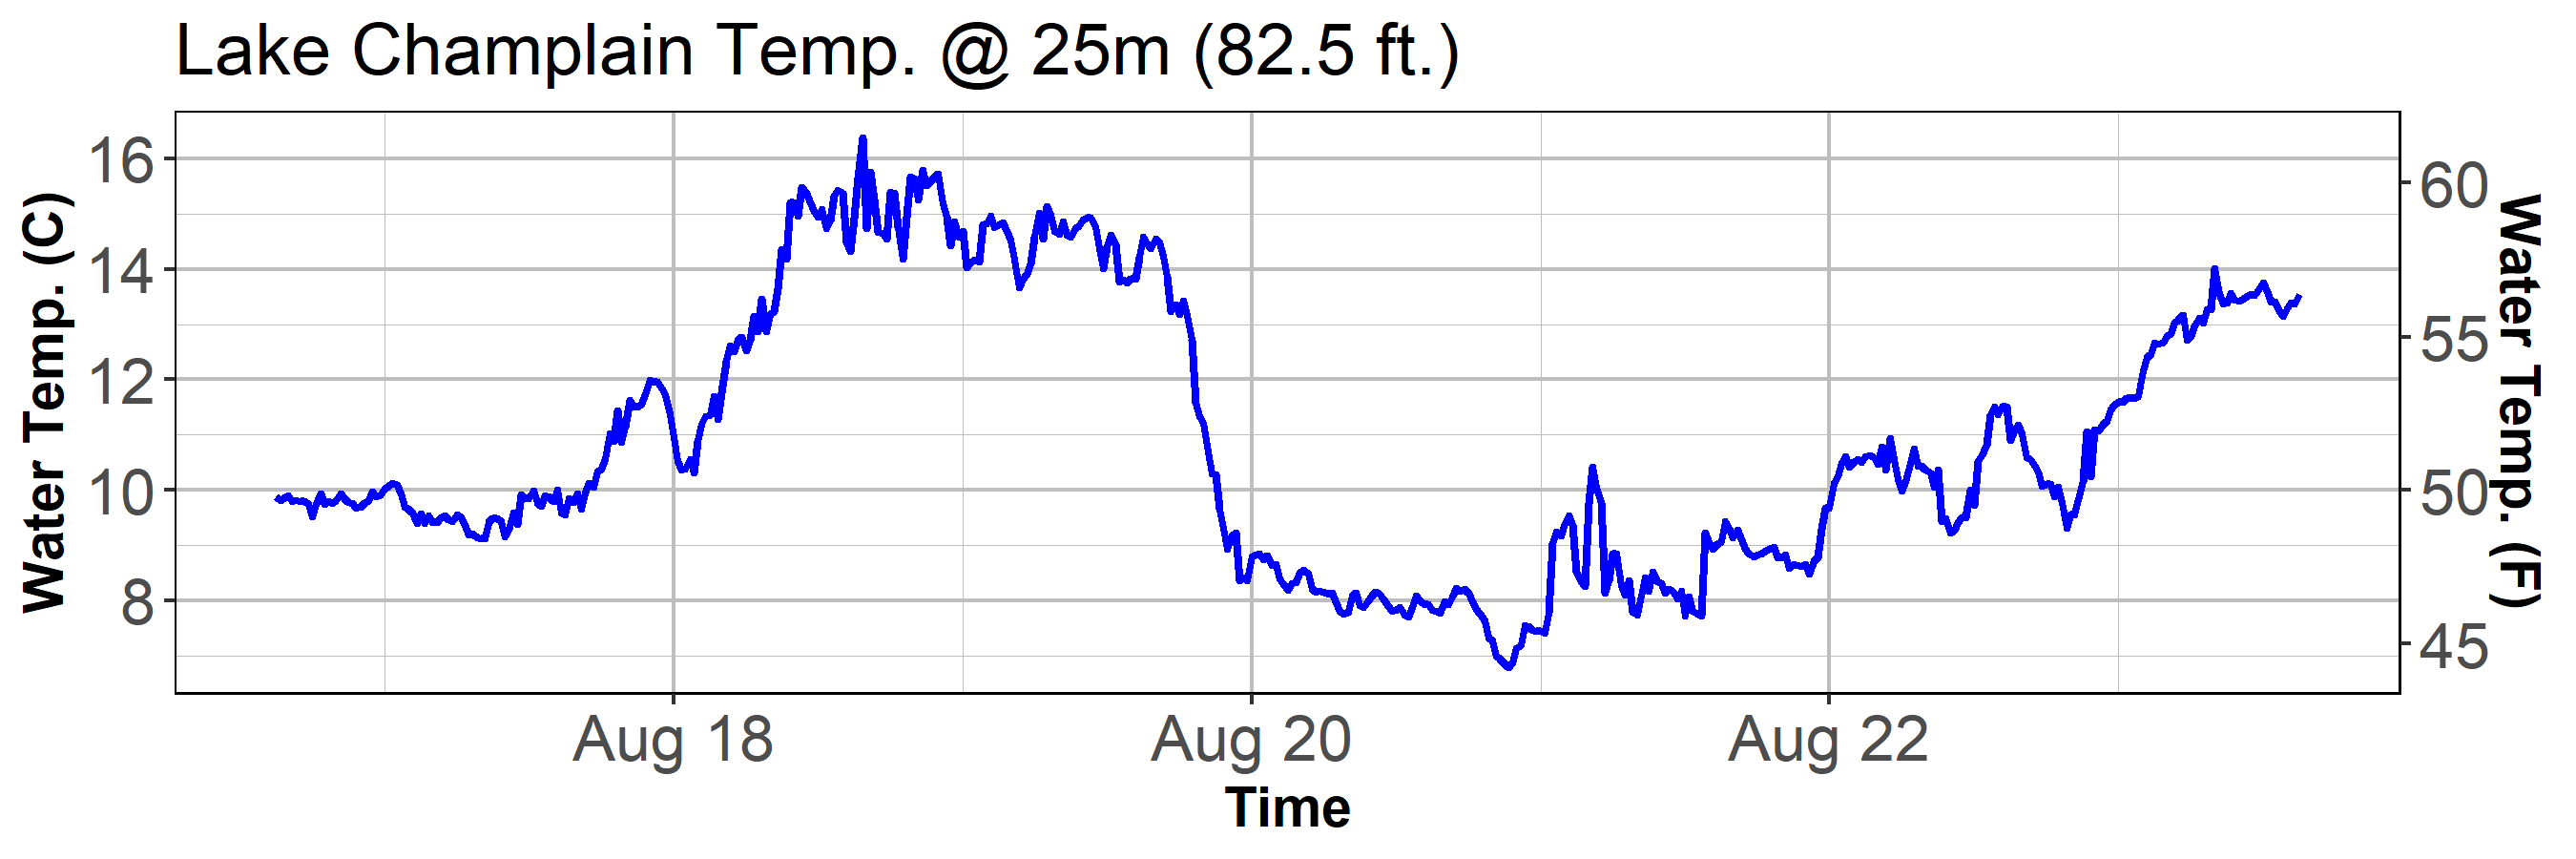 Lake Champlain Temp. @ 25m (82.5 ft.)
Water Temp. (C)
16
14
12
10
8
60
55
50
45
Water Temp. (F)
Aug 18 Aug 20 Aug 22
Time